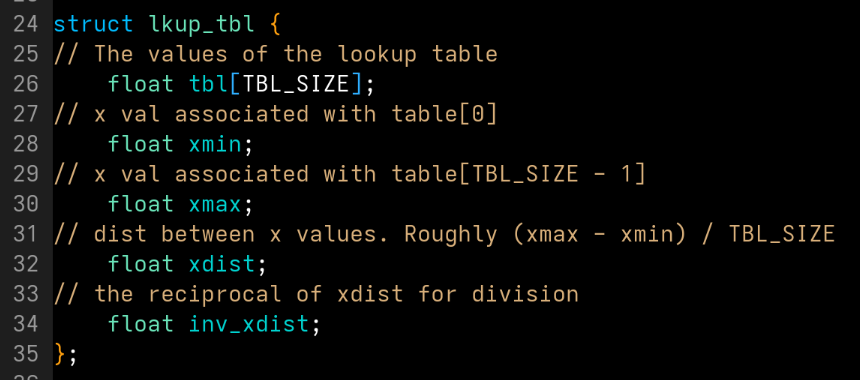 24 struct lkup_tbl {
25 // The values of the lookup table
26     float tbl[TBL_SIZE];
27 // x val associated with table[0]
28     float xmin;
29 // x val associated with table[TBL_SIZE - 1]
30     float xmax;
31 // dist between x values. Roughly (xmax - xmin) / TBL_SIZE
32     float xdist;
33 // the reciprocal of xdist for division
34     float inv_xdist;
35 };